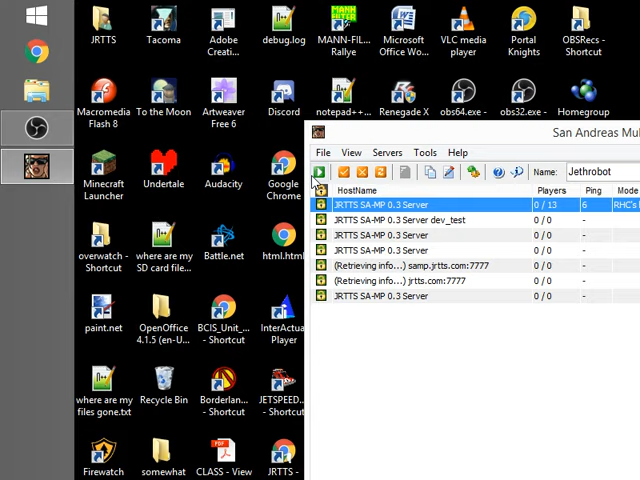 JRTTS
Tacoma
Adobe Creati...
debug.log
MANN-FIL... Rallye
Microsoft Office Wo...
VLC media player
Portal Knights
OBSRecs - Shortcut
Macromedia Flash 8
To the Moon
Artweaver Free 6
Discord
notepad++...
Renegade X
obs64.exe -
obs32.exe -
Homegroup
San Andreas Mul
File View Servers Tools Help
Name: Jethrobot
HostName Players Ping Mode
JRTTS SA-MP 0.3 Server 0 / 13 6 RHC's
JRTTS SA-MP 0.3 Server dev_test 0 / 0 -
JRTTS SA-MP 0.3 Server 0 / 0 -
JRTTS SA-MP 0.3 Server 0 / 0 -
(Retrieving info...) samp.jrtts.com:7777 0 / 0 -
(Retrieving info...) jrtts.com:7777 0 / 0 -
JRTTS SA-MP 0.3 Server 0 / 0 -
Minecraft Launcher
Undertale
Audacity
Google Chrome
overwatch - Shortcut
where are my SD card file...
Battle.net
html.html
paint.net
OpenOffice 4.1.5 (en-U...
BCIS_Unit_... - Shortcut
InterActual Player
where are my files gone.txt
Recycle Bin
Borderlan... - Shortcut
JETSPEED... - Shortcut
Firewatch
somewhat
PDF
CLASS - View
JRTTS -